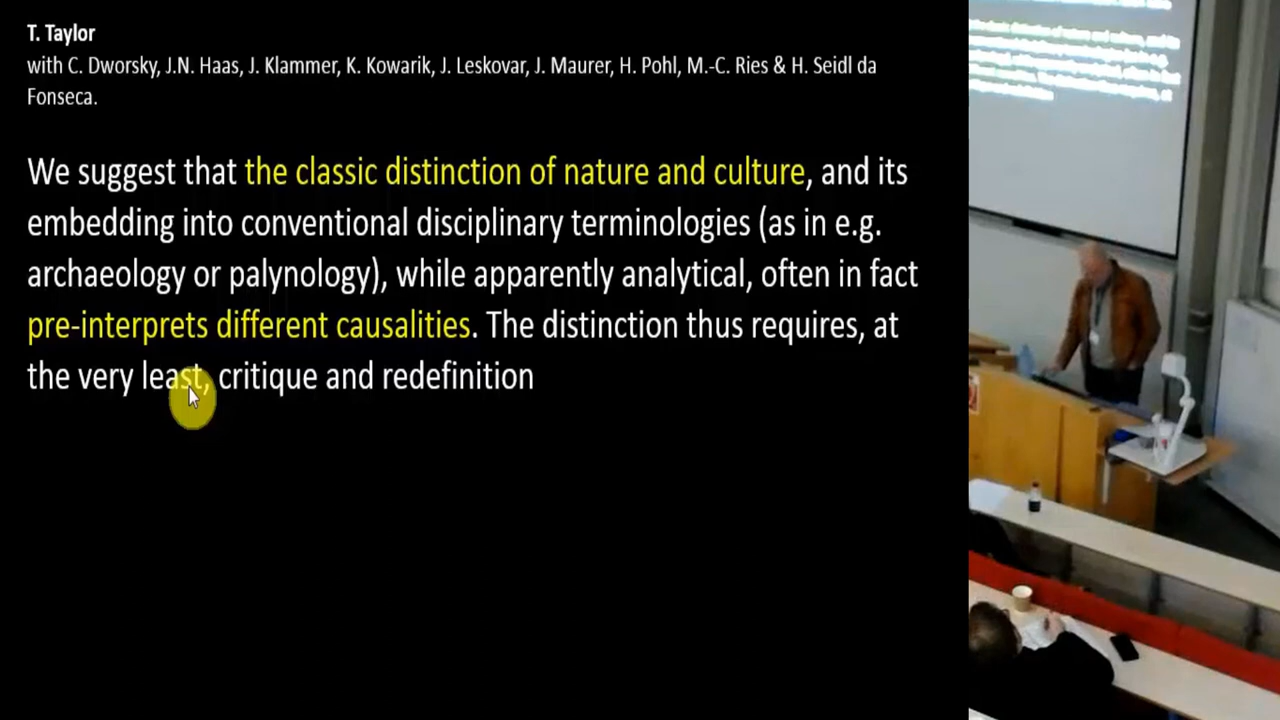 T. Taylor
with C. Dworsky, J.N. Haas, J. Klammer, K. Kowarik, J. Leskovar, J. Maurer, H. Pohl, M.-C. Ries & H. Seidl da
Fonseca.
We suggest that the classic distinction of nature and culture, and its
embedding into conventional disciplinary terminologies (as in e.g.
archaeology or palynology), while apparently analytical, often in fact
pre-interprets different causalities. The distinction thus requires, at
the very least, critique and redefinition